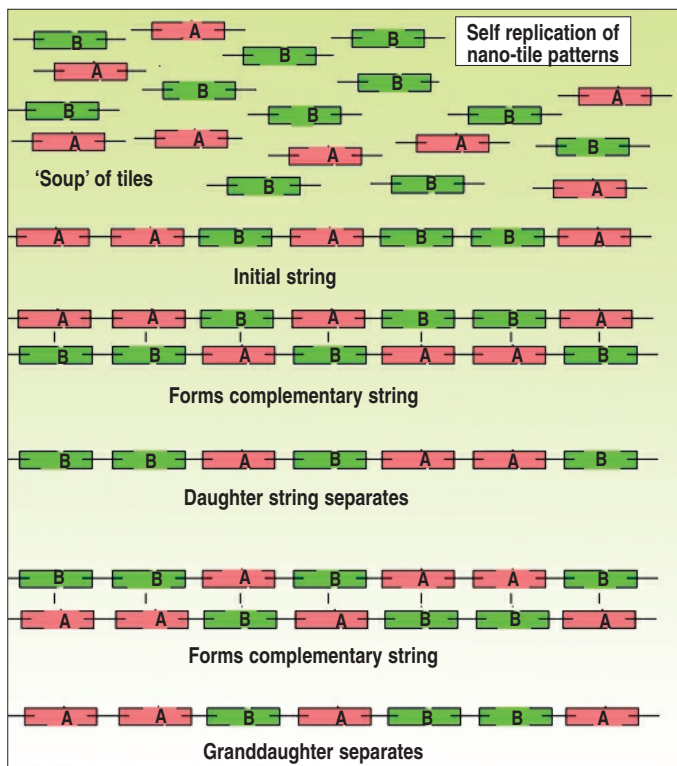 B A B Self replication of
B nano-tile patterns
A B B A
B B B
A A A A B
'Soup' of tiles B B A
A A B A B B A
Initial string
A A B A B B A
B B A B A A B
Forms complementary string
B B A B A A B
Daughter string separates
B B A B A A B
A A B A B B A
Forms complementary string
A A B A B B A
Granddaughter separates